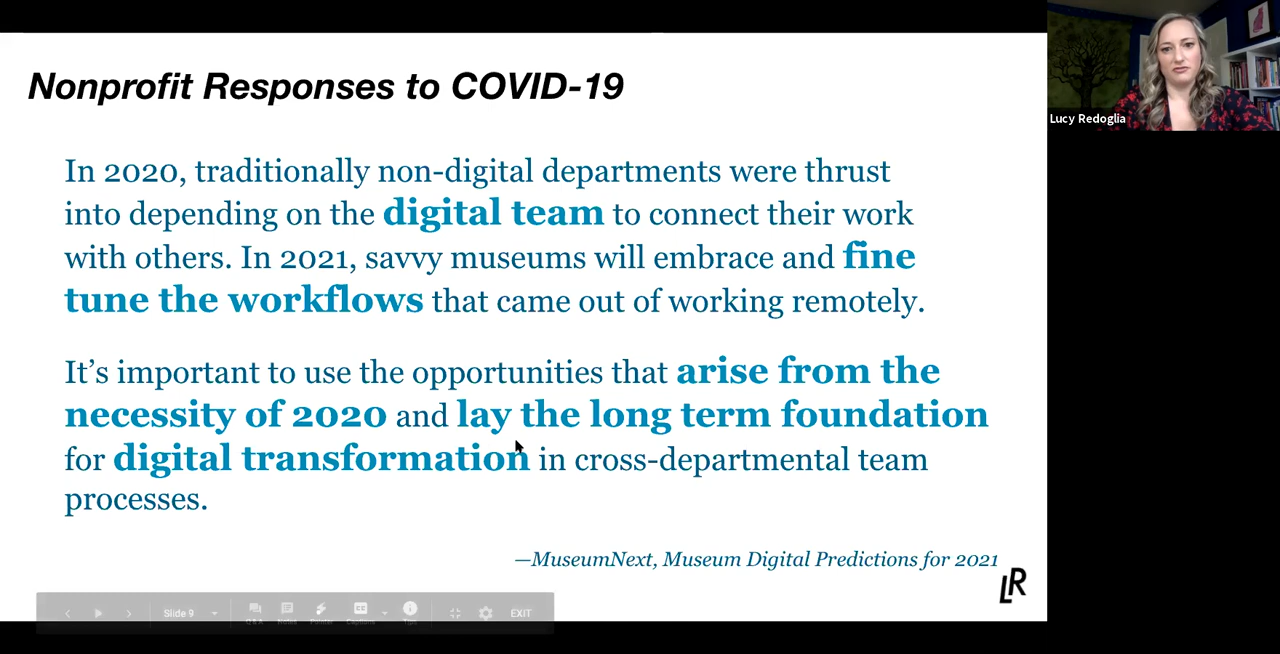 Nonprofit Responses to COVID-19
Lucy Redoglia
In 2020, traditionally non-digital departments were thrust
into depending on the digital team to connect their work
with others. In 2021, savvy museums will embrace and fine
tune the workflows that came out of working remotely.
It’s important to use the opportunities that arise from the
necessity of 2020 and lay the long term foundation
for digital transformation in cross-departmental team
processes.
—MuseumNext, Museum Digital Predictions for 2021
LR
Slide 9
Q & A
Notes
Pointer
Captions
Tips
EXIT